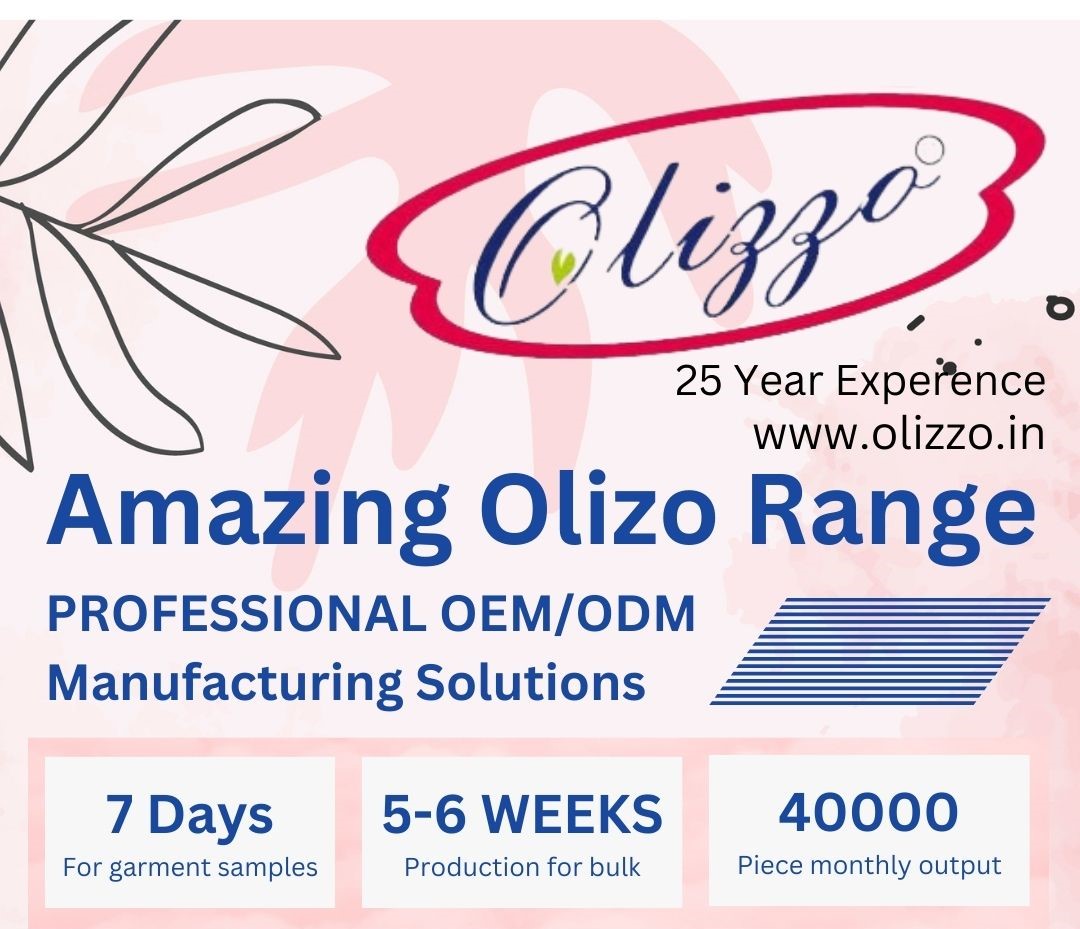 Olizzo
25 Year Experence
www.olizzo.in
Amazing Olizo Range
PROFESSIONAL OEM/ODM
Manufacturing Solutions
7 Days
For garment samples
5-6 WEEKS
Production for bulk
40000
Piece monthly output